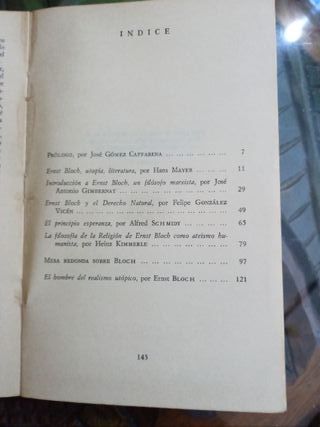 INDICE
PRÓLOGO, por José GÓMEZ CAFFARENA ... ... ... ... ... ... 7
Ernst Bloch, utopía, literatura, por Hans MAYER ... ... ... ... 11
Introducción a Ernst Bloch, un filósofo marxista, por José
Antonio GIMBERNAT ... ... ... ... ... ... ... ... 29
Ernst Bloch y el Derecho Natural, por Felipe GONZÁLEZ
VICÉN ... ... ... ... ... ... ... ... ... ... 49
El principio esperanza, por Alfred SCHMIDT ... ... ... ... ... 65
La filosofía de la Religión de Ernst Bloch como ateísmo hu-
manista, por Heinz KIMMERLE ... ... ... ... ... ... 79
MESA REDONDA SOBRE BLOCH ... ... ... ... ... ... ... 97
El hombre del realismo utópico, por Ernst BLOCH ... ... ... 121
145